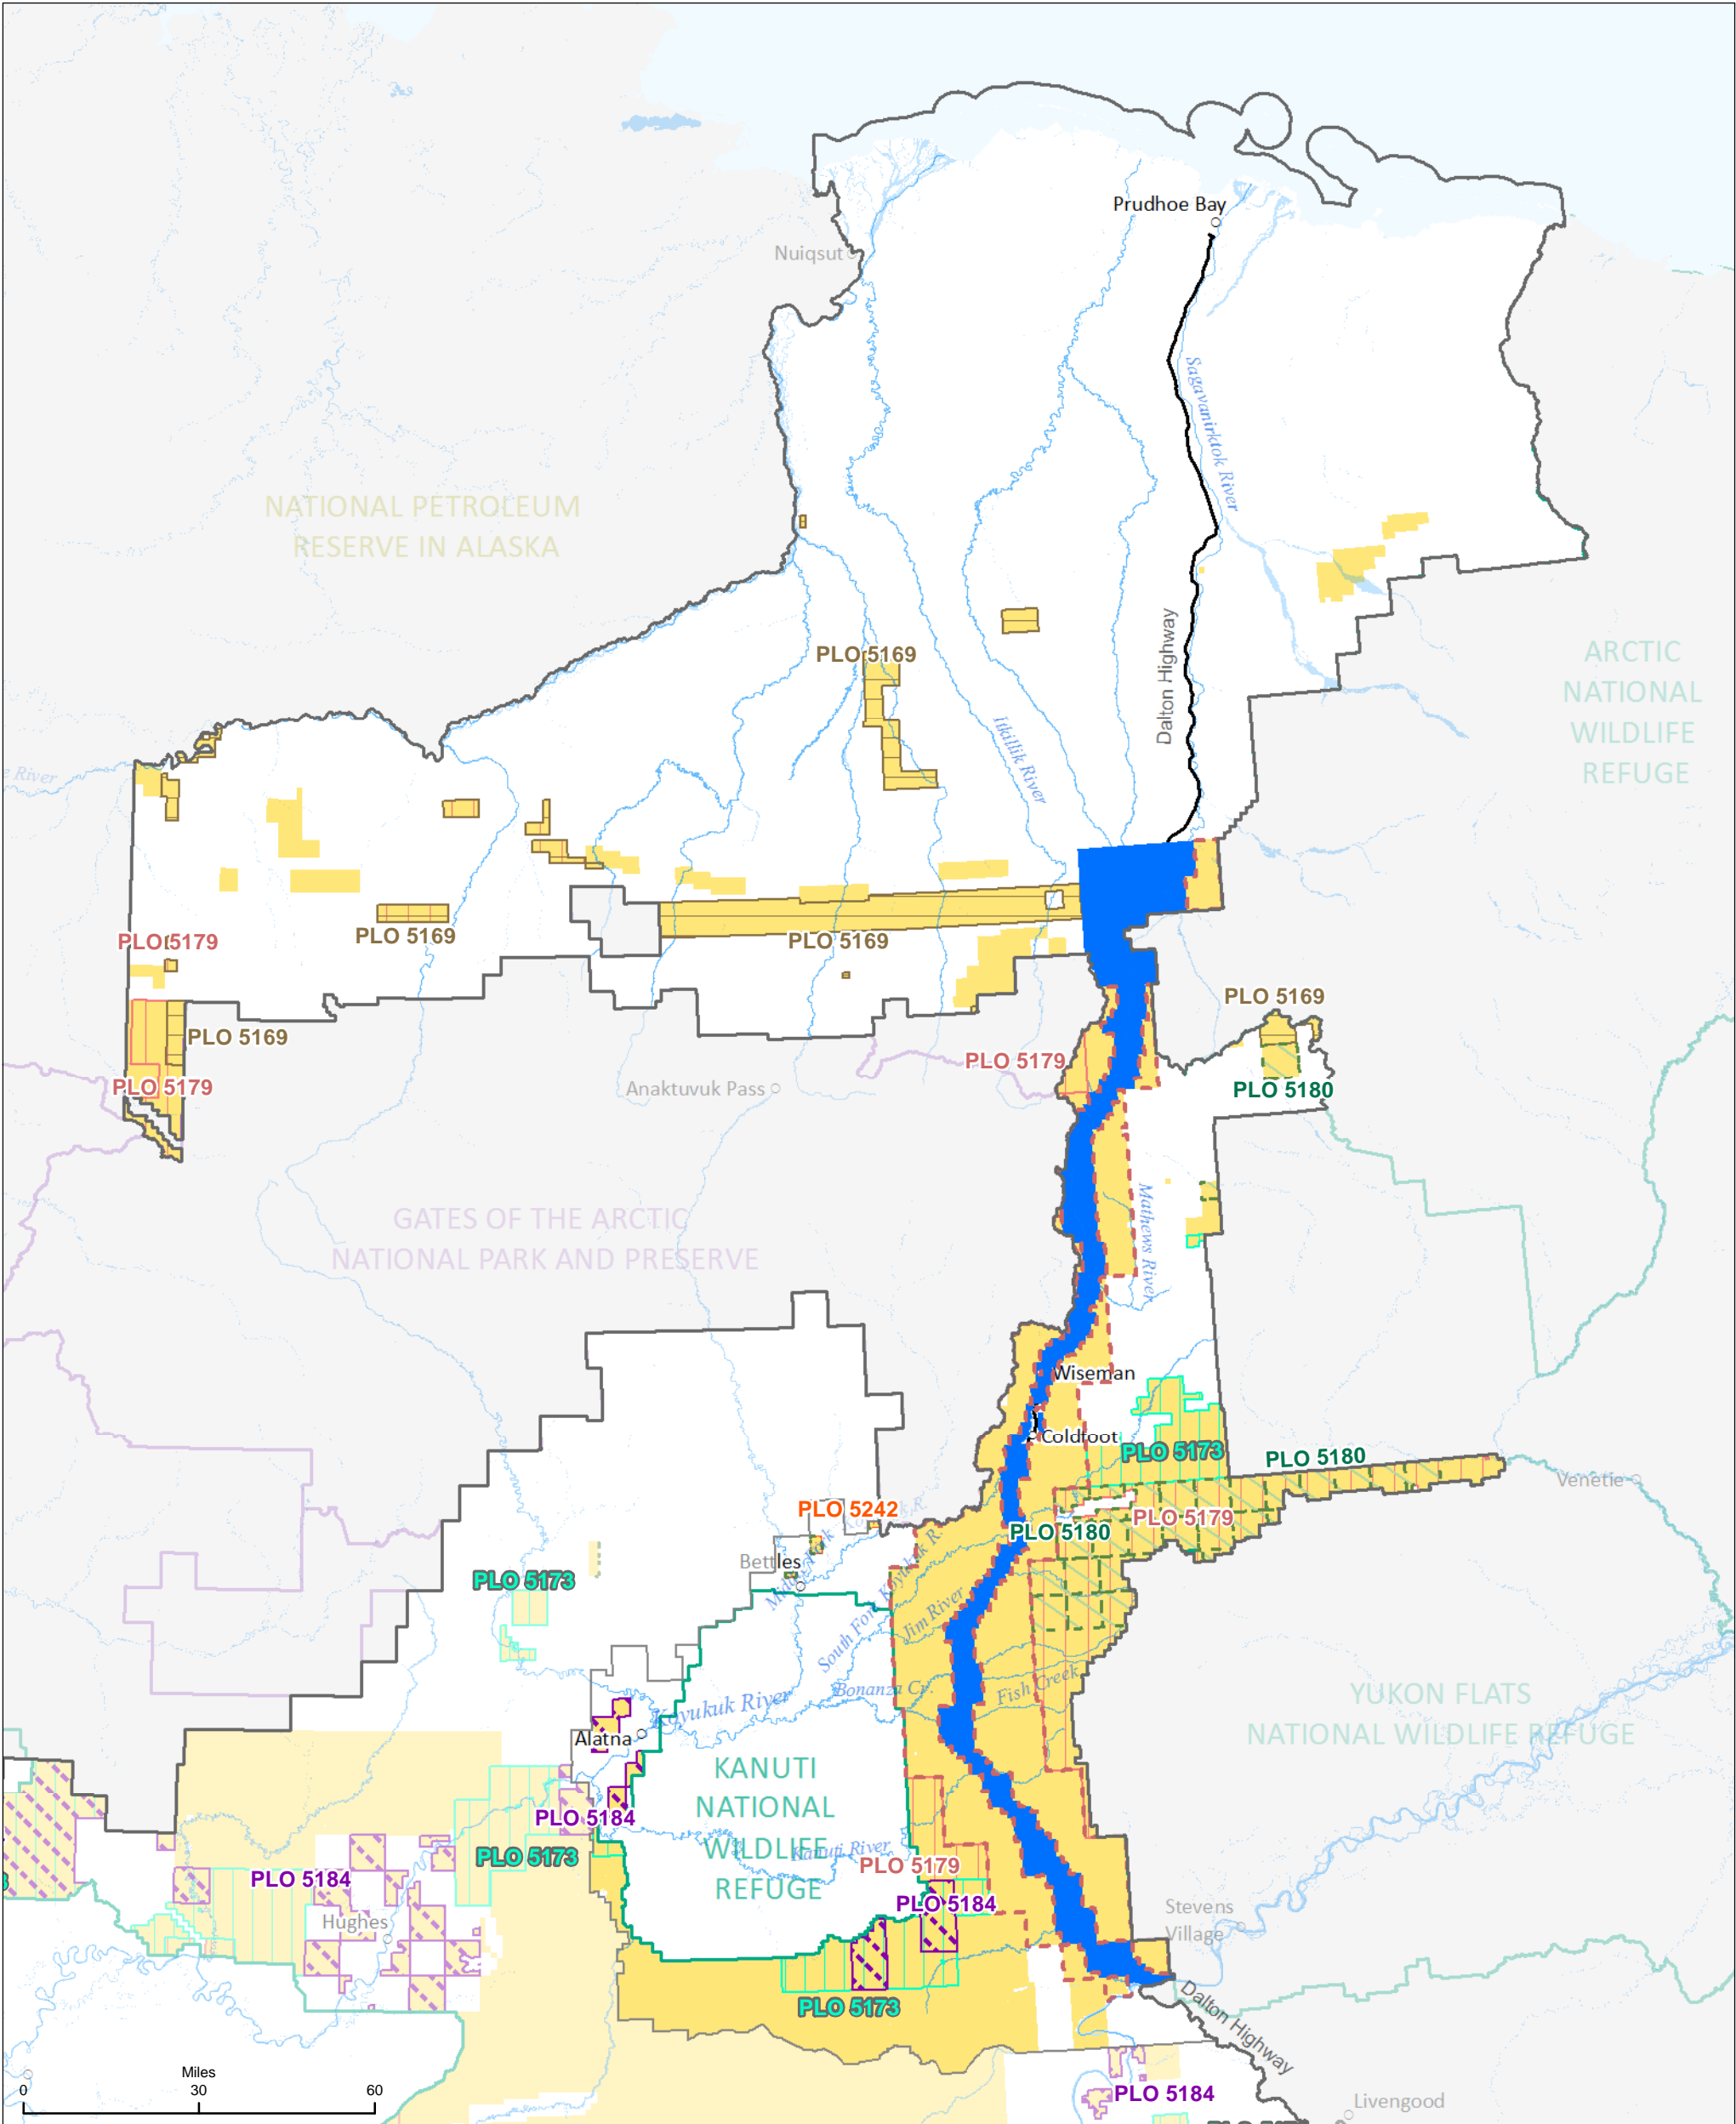 Prudhoe Bay
Nuiqsut
Sagavanirktok River
NATIONAL PETROLEUM
RESERVE IN ALASKA
Dalton Highway
PLO 5169
ARCTIC
NATIONAL
WILDLIFE
REFUGE
Itkillik River
e River
PLO 5179
PLO 5169
PLO 5169
PLO 5169
PLO 5169
PLO 5179
PLO 5179
PLO 5180
Anaktuvuk Pass
Mathews River
GATES OF THE ARCTIC
NATIONAL PARK AND PRESERVE
Wiseman
Coldfoot
PLO 5173
PLO 5180
Venetie
PLO 5242
PLO 5179
PLO 5180
Bettles
PLO 5173
Jim River
Koyukuk River
Bonanza Cr.
Fish Creek
YUKON FLATS
NATIONAL WILDLIFE REFUGE
Alatna
KANUTI
NATIONAL
WILDLIFE
REFUGE
PLO 5184
Kanuti River
PLO 5173
PLO 5179
PLO 5184
PLO 5184
Hughes
Stevens
Village
PLO 5173
Dalton Highway
Miles
0 30 60
PLO 5184
Livengood